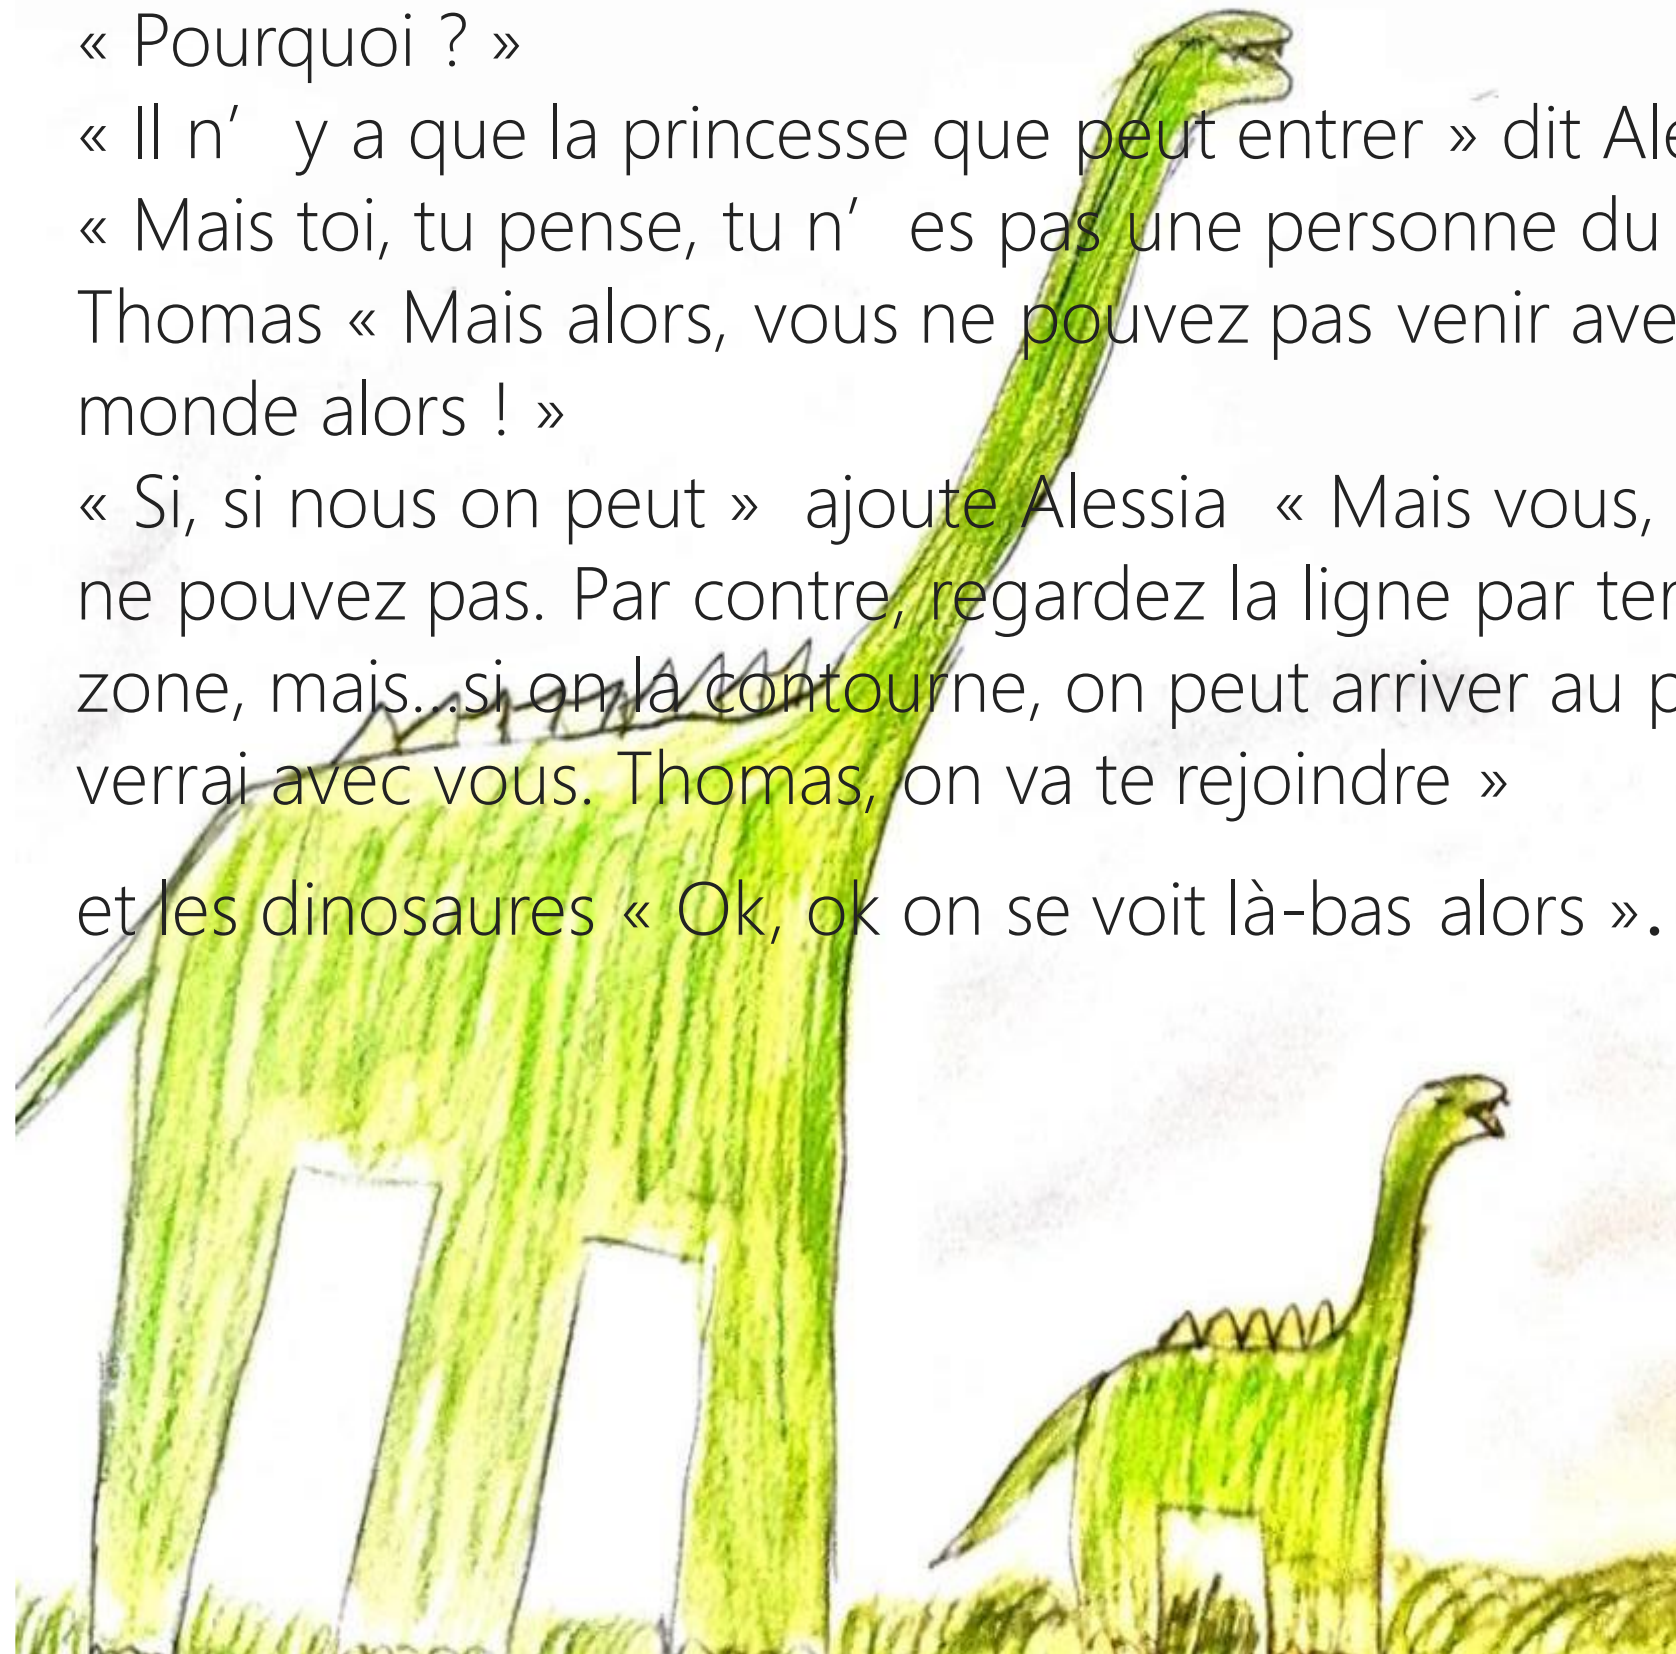 « Pourquoi ? »
« Il n’ y a que la princesse que peut entrer » dit
« Mais toi, tu pense, tu n’ es pas une personne du
Thomas « Mais alors, vous ne pouvez pas venir
monde alors ! »
« Si, si nous on peut » ajoute Alessia « Mais vous,
ne pouvez pas. Par contre, regardez la ligne par
zone, mais...si on la contourne, on peut arriver au
verrai avec vous. Thomas, on va te rejoindre »
et les dinosaures « Ok, ok on se voit là-bas alors ».